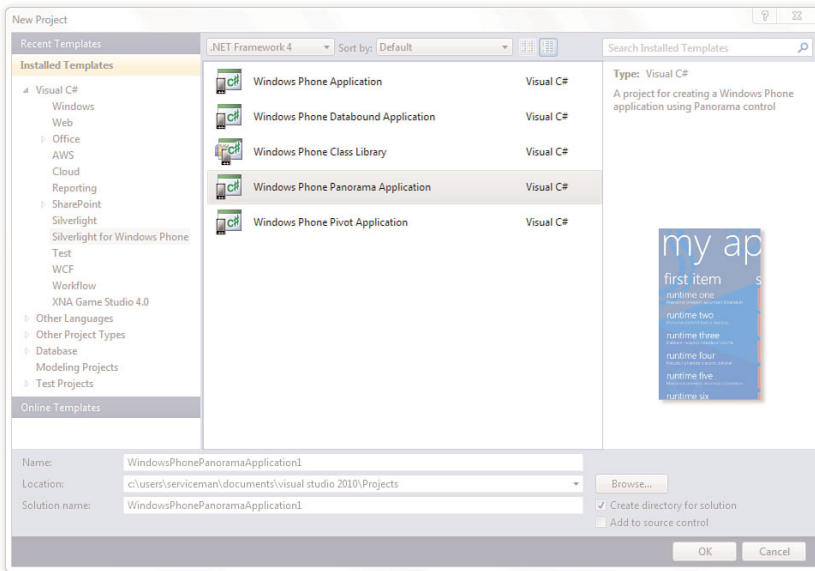 New Project
Recent Templates
Installed Templates
Visual C#
Windows
Web
Office
AWS
Cloud
Reporting
SharePoint
Silverlight
Silverlight for Windows Phone
Test
WCF
Workflow
XNA Game Studio 4.0
Other Languages
Other Project Types
Database
Modeling Projects
Test Projects
Online Templates
.NET Framework 4 Sort by: Default
Windows Phone Application Visual C#
Windows Phone Databound Application Visual C#
Windows Phone Class Library Visual C#
Windows Phone Panorama Application Visual C#
Windows Phone Pivot Application Visual C#
Search Installed Templates
Type: Visual C#
A project for creating a Windows Phone
application using Panorama control
my ap
first item s
runtime one
runtime two
runtime three
runtime four
runtime five
runtime six
Name: WindowsPhonePanoramaApplication1
Location: c:\users\serviceman\documents\visual studio 2010\Projects Browse...
Solution name: WindowsPhonePanoramaApplication1
Create directory for solution
Add to source control
OK Cancel